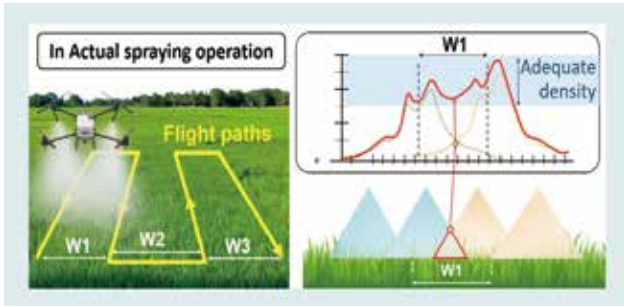 In Actual spraying operation
Flight paths
W1
W2
W3
W1
Adequate
density
W1